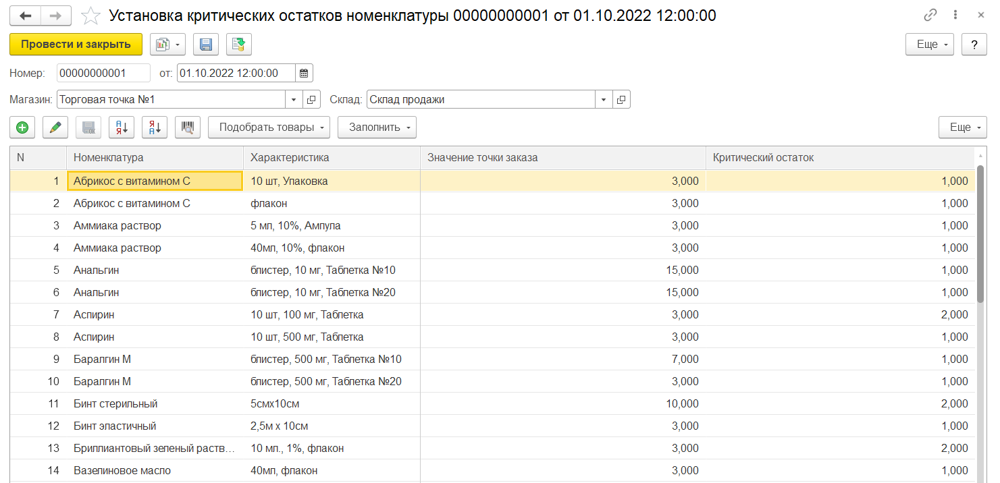 Установка критических остатков номенклатуры 00000000001 от 01.10.2022 12:00:00
Провести и закрыть Еще ?
Номер: 00000000001 от: 01.10.2022 12:00:00
Магазин: Торговая точка №1 Склад: Склад продажи
OK А Я Я А Подобрать товары Заполнить Еще
N Номенклатура Характеристика Значение точки заказа Критический остаток
1 Абрикос с витамином С 10 шт, Упаковка 3,000 1,000
2 Абрикос с витамином С флакон 3,000 1,000
3 Аммиака раствор 5 мл, 10%, Ампула 3,000 1,000
4 Аммиака раствор 40мл, 10%, флакон 3,000 1,000
5 Анальгин блистер, 10 мг, Таблетка №10 15,000 1,000
6 Анальгин блистер, 10 мг, Таблетка №20 15,000 1,000
7 Аспирин 10 шт, 100 мг, Таблетка 3,000 2,000
8 Аспирин 10 шт, 500 мг, Таблетка 3,000 1,000
9 Баралгин М блистер, 500 мг, Таблетка №10 7,000 1,000
10 Баралгин М блистер, 500 мг, Таблетка №20 3,000 1,000
11 Бинт стерильный 5смх10см 10,000 2,000
12 Бинт эластичный 2,5м х 10см 3,000 1,000
13 Бриллиантовый зеленый раств... 10 мл., 1%, флакон 3,000 2,000
14 Вазелиновое масло 40мл, флакон 3,000 1,000